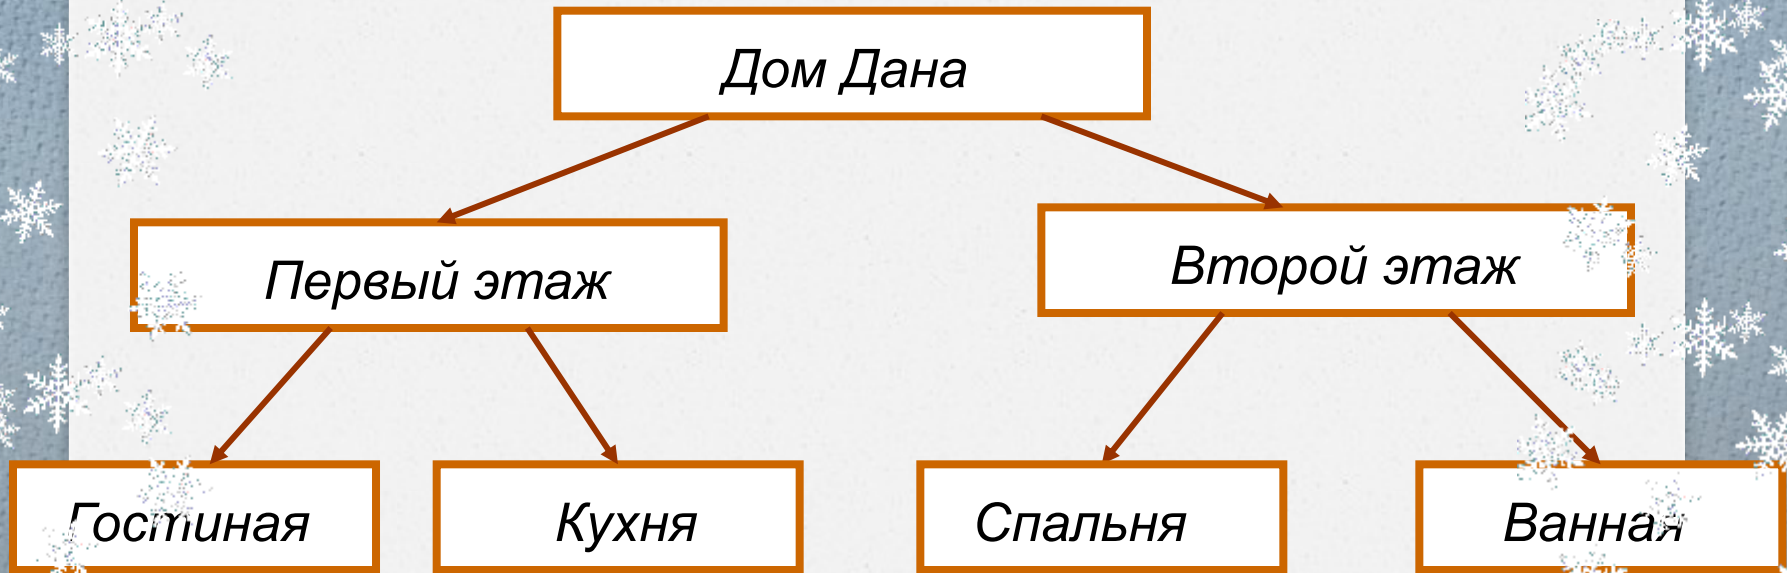 Дом Дана
Первый этаж
Второй этаж
Гостиная
Кухня
Спальня
Ванная